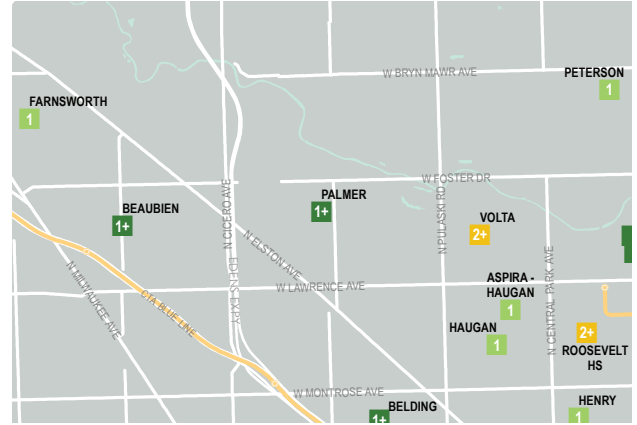 W BRYN MAWR AVE
PETERSON
1
FARNSWORTH
1
W FOSTER DR
BEAUBIEN
1+
PALMER
1+
N CICERO AVE
N PULASKI RD
VOLTA
2+
N ELSTON AVE
EDENS EXPY
ASPIRA -
HAUGAN
1
W LAWRENCE AVE
N MILWAUKEE AVE
CTA BLUE LINE
N CENTRAL PARK AVE
HAUGAN
1
2+
ROOSEVELT
HS
W MONTROSE AVE
BELDING
1+
HENRY
1